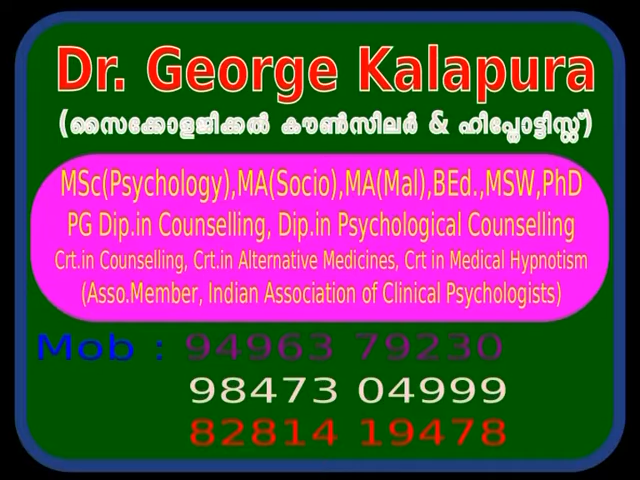 Dr. George Kalapura
(സൈക്കോളജിക്കൽ കൗൺസിലർ & ഹിപ്നോട്ടിസ്റ്റ്)
MSc(Psychology),MA(Socio),MA(Mal),BEd.,MSW,PhD
PG Dip.in Counselling, Dip.in Psychological Counselling
Crt.in Counselling, Crt.in Alternative Medicines, Crt in Medical Hypnotism
(Asso.Member, Indian Association of Clinical Psychologists)
Mob : 94963 79230
98473 04999
82814 19478